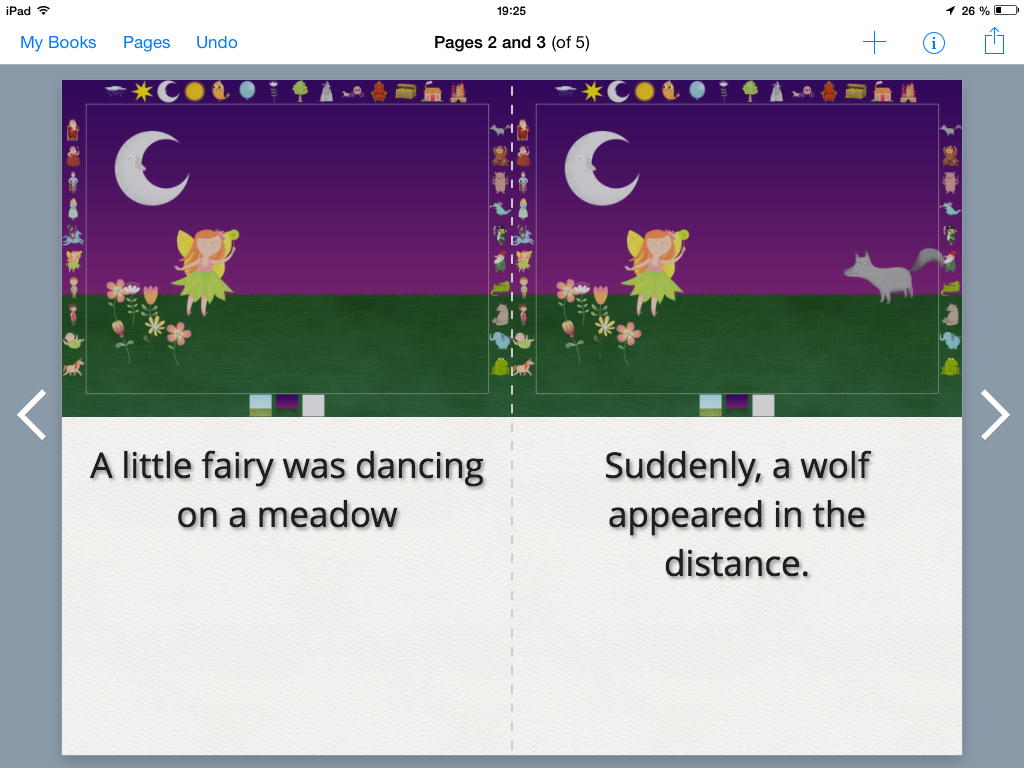 iPad 19:25 26 %
My Books Pages Undo Pages 2 and 3 (of 5)
A little fairy was dancing
on a meadow
Suddenly, a wolf
appeared in the
distance.